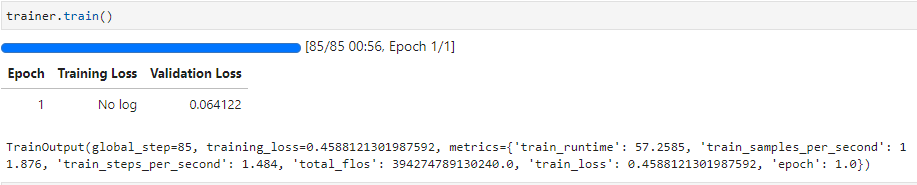 trainer.train()
[85/85 00:56, Epoch 1/1]
Epoch Training Loss Validation Loss
1 No log 0.064122
TrainOutput(global_step=85, training_loss=0.4588121301987592, metrics={'train_runtime': 57.2585, 'train_samples_per_second': 1
1.876, 'train_steps_per_second': 1.484, 'total_flos': 394274789130240.0, 'train_loss': 0.4588121301987592, 'epoch': 1.0})